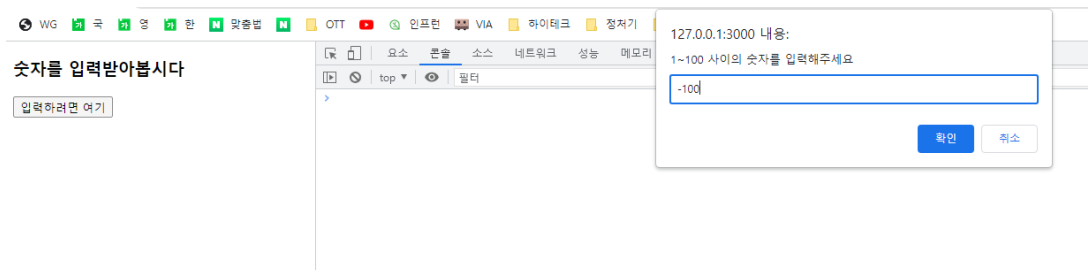 WG 가 국 가 영 가 한 N 맞춤법 N OTT 인프런 VIA 하이테크 정처기
숫자를 입력받아봅시다
입력하려면 여기
요소 콘솔 소스 네트워크 성능 메모리
top ▼ 필터
>
127.0.0.1:3000 내용:
1~100 사이의 숫자를 입력해주세요
-100
확인 취소